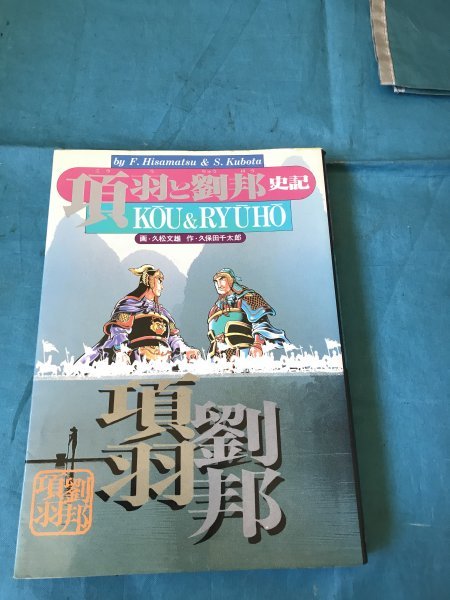 by F. Hisamatsu & S. Kubota
項羽と劉邦 史記
KŌU & RYŪHŌ
画・久松文雄 作・久保田千太郎
項羽
劉邦
劉邦
項羽